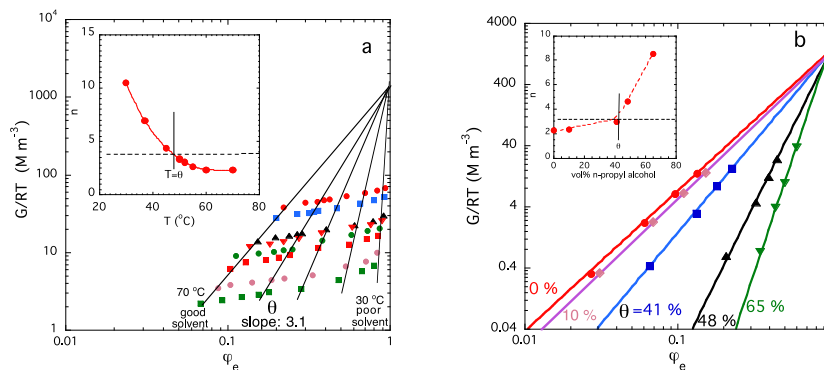 a
10⁴
1000
100
10
1
G/RT (M m⁻³)
0.01
0.1
1
φₑ
15
10
5
0
n
20
40
60
80
T (°C)
T=θ
70 °C
good
solvent
θ
slope: 3.1
30 °C
poor
solvent
b
4000
400
40
4
0.4
0.04
G/RT (M m⁻³)
0.01
0.1
φₑ
10
8
6
4
2
0
n
0
20
40
60
80
θ
vol% n-propyl alcohol
0 %
10 %
θ=41 %
48 %
65 %